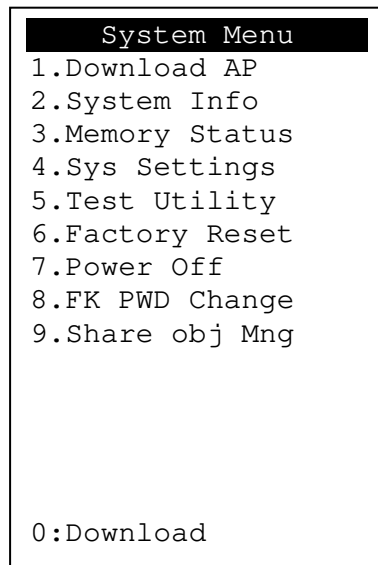 System Menu
1.Download AP
2.System Info
3.Memory Status
4.Sys Settings
5.Test Utility
6.Factory Reset
7.Power Off
8.FK PWD Change
9.Share obj Mng
0:Download